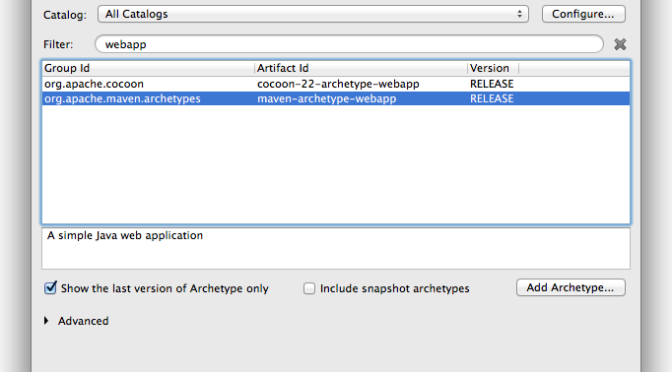 Catalog: All Catalogs Configure...
Filter: webapp
Group Id Artifact Id Version
org.apache.cocoon cocoon-22-archetype-webapp RELEASE
org.apache.maven.archetypes maven-archetype-webapp RELEASE
A simple Java web application
Show the last version of Archetype only Include snapshot archetypes Add Archetype...
Advanced